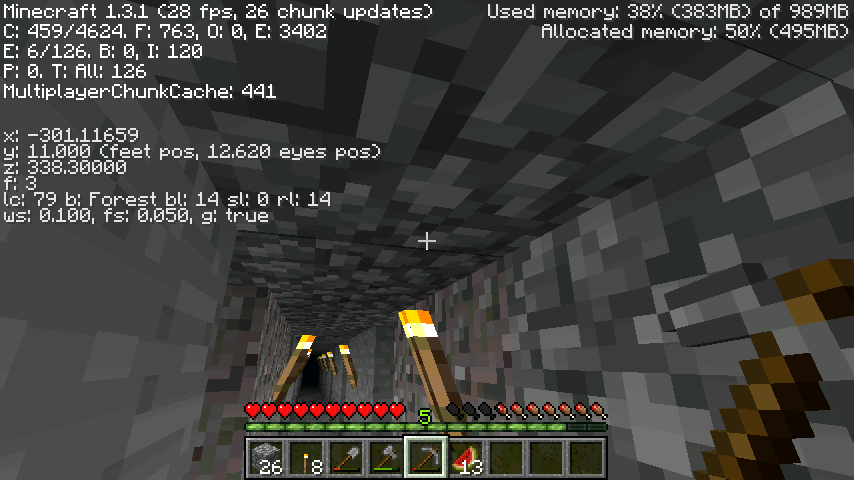 Minecraft 1.3.1 (28 fps, 26 chunk updates)
C: 459/4624. F: 763, O: 0, E: 3402
E: 6/126. B: 0, I: 120
P: 0. T: All: 126
MultiplayerChunkCache: 441
Used memory: 38% (383MB) of 989MB
Allocated memory: 50% (495MB)
x: -301.11659
y: 11.000 (feet pos, 12.620 eyes pos)
z: 338.30000
f: 3
lc: 79 b: Forest bl: 14 sl: 0 rl: 14
ws: 0.100, fs: 0.050, g: true
5
26
8
13